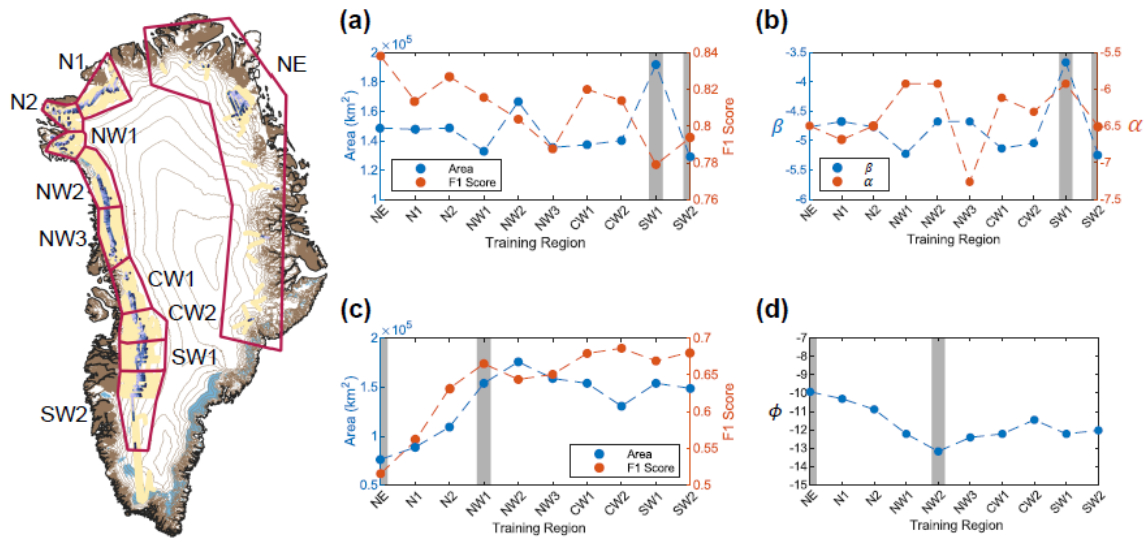 N1
NE
N2
NW1
NW2
NW3
CW1
CW2
SW1
SW2
(a)
2 × 10^5
1.8
1.6
1.4
1.2
1
Area (km²)
0.84
0.82
0.8
0.78
0.76
F1 Score
Area
F1 Score
NE N1 N2 NW1 NW2 NW3 CW1 CW2 SW1 SW2
Training Region
(b)
-3.5
-4
-4.5
-5
-5.5
-6
β
-5.5
-6
-6.5
-7
-7.5
α
β
α
NE N1 N2 NW1 NW2 NW3 CW1 CW2 SW1 SW2
Training Region
(c)
2 × 10^5
1.5
1
0.5
Area (km²)
0.7
0.65
0.6
0.55
0.5
F1 Score
Area
F1 Score
NE N1 N2 NW1 NW2 NW3 CW1 CW2 SW1 SW2
Training Region
(d)
-7
-8
-9
-10
-11
-12
-13
-14
-15
ϕ
NE N1 N2 NW1 NW2 NW3 CW1 CW2 SW1 SW2
Training Region